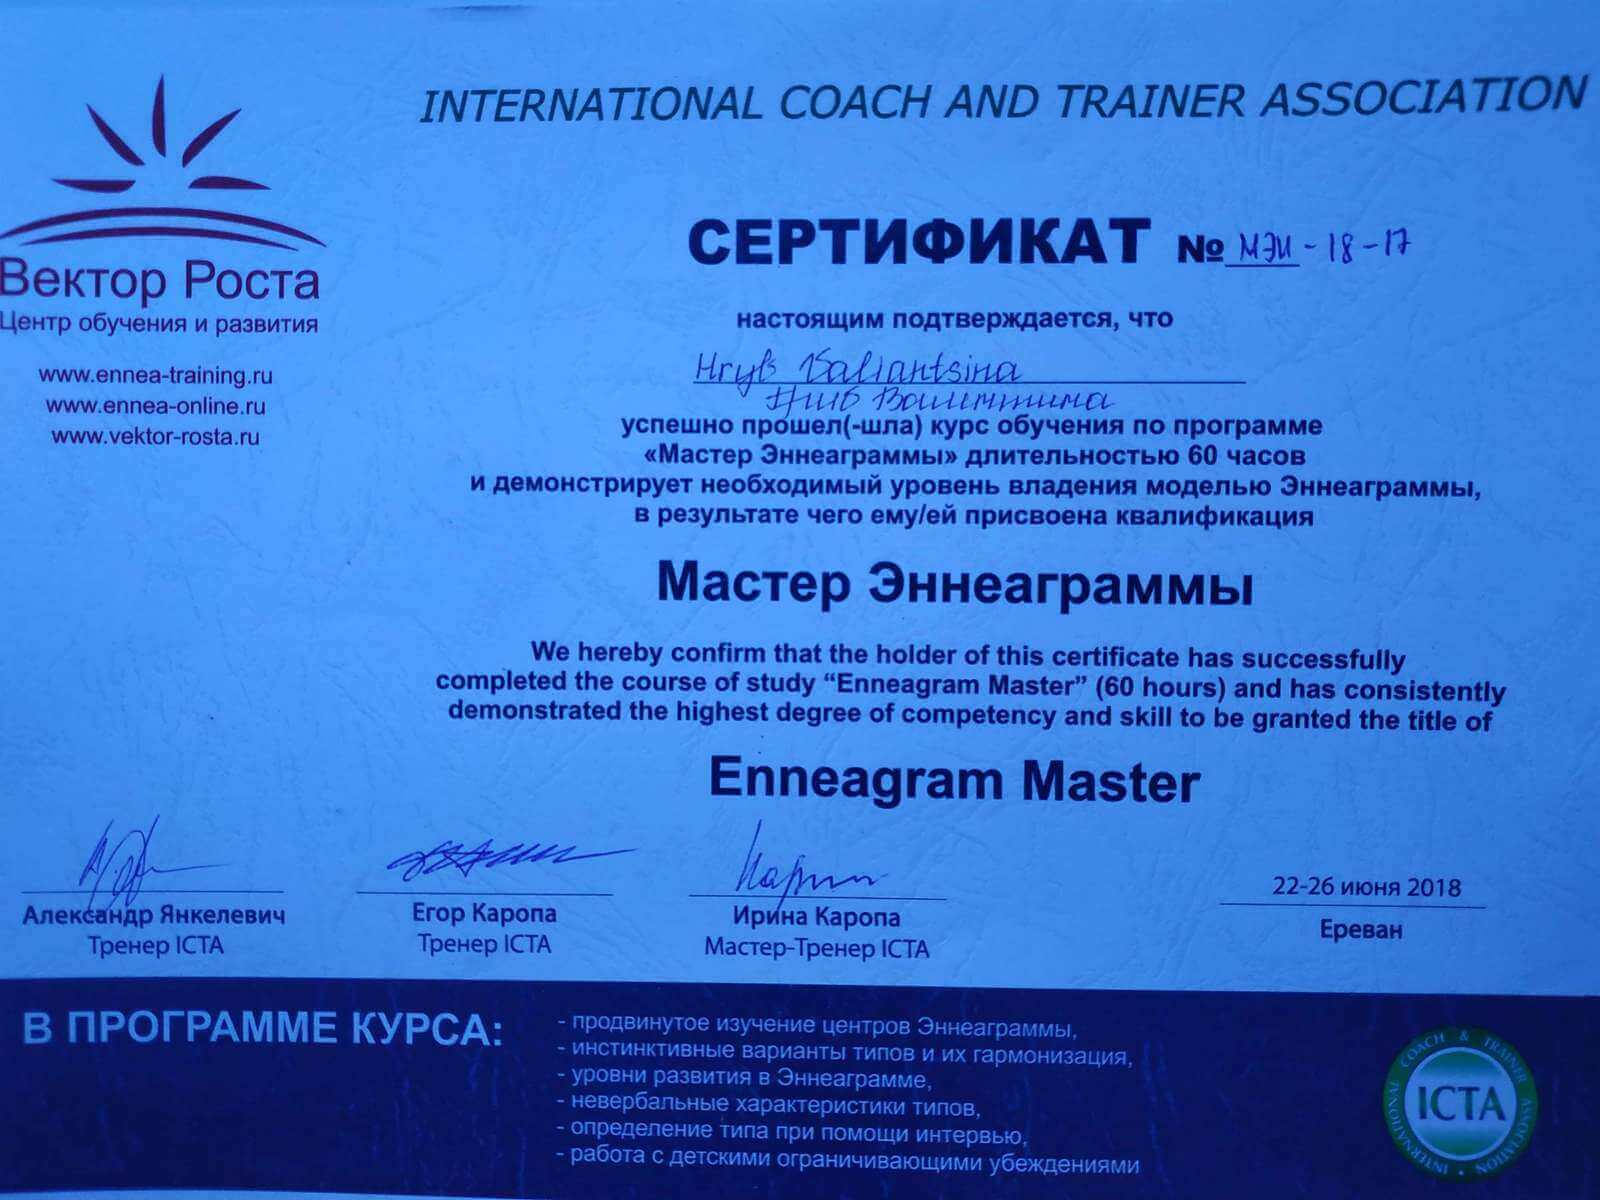 INTERNATIONAL COACH AND TRAINER ASSOCIATION
Вектор Роста
Центр обучения и развития
www.ennea-training.ru
www.ennea-online.ru
www.vektor-rosta.ru
СЕРТИФИКАТ № МЭИ-18-17
настоящим подтверждается, что
Hryb Valiantsina
Гриб Валентина
успешно прошел(-шла) курс обучения по программе
«Мастер Эннеаграммы» длительностью 60 часов
и демонстрирует необходимый уровень владения моделью Эннеаграммы,
в результате чего ему/ей присвоена квалификация
Мастер Эннеаграммы
We hereby confirm that the holder of this certificate has successfully
completed the course of study “Enneagram Master” (60 hours) and has consistently
demonstrated the highest degree of competency and skill to be granted the title of
Enneagram Master
Александр Янкелевич
Тренер ICTA
Егор Каропа
Тренер ICTA
Ирина Каропа
Мастер-Тренер ICTA
22-26 июня 2018
Ереван
В ПРОГРАММЕ КУРСА:
- продвинутое изучение центров Эннеаграммы,
- инстинктивные варианты типов и их гармонизация,
- уровни развития в Эннеаграмме,
- невербальные характеристики типов,
- определение типа при помощи интервью,
- работа с детскими ограничивающими убеждениями
INTERNATIONAL COACH & TRAINER ASSOCIATION
ICTA